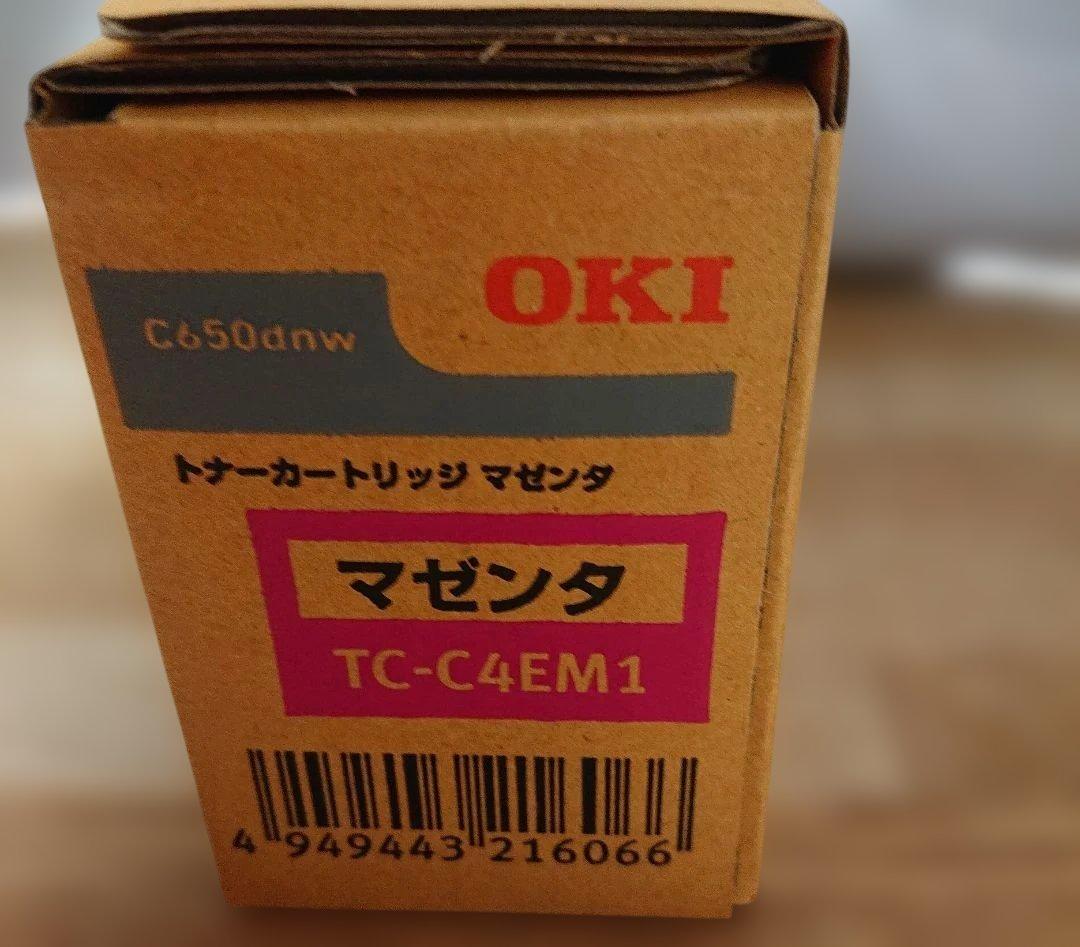 OKI
C650dnw
トナーカートリッジ マゼンタ
マゼンタ
TC-C4EM1
4 949443 216066